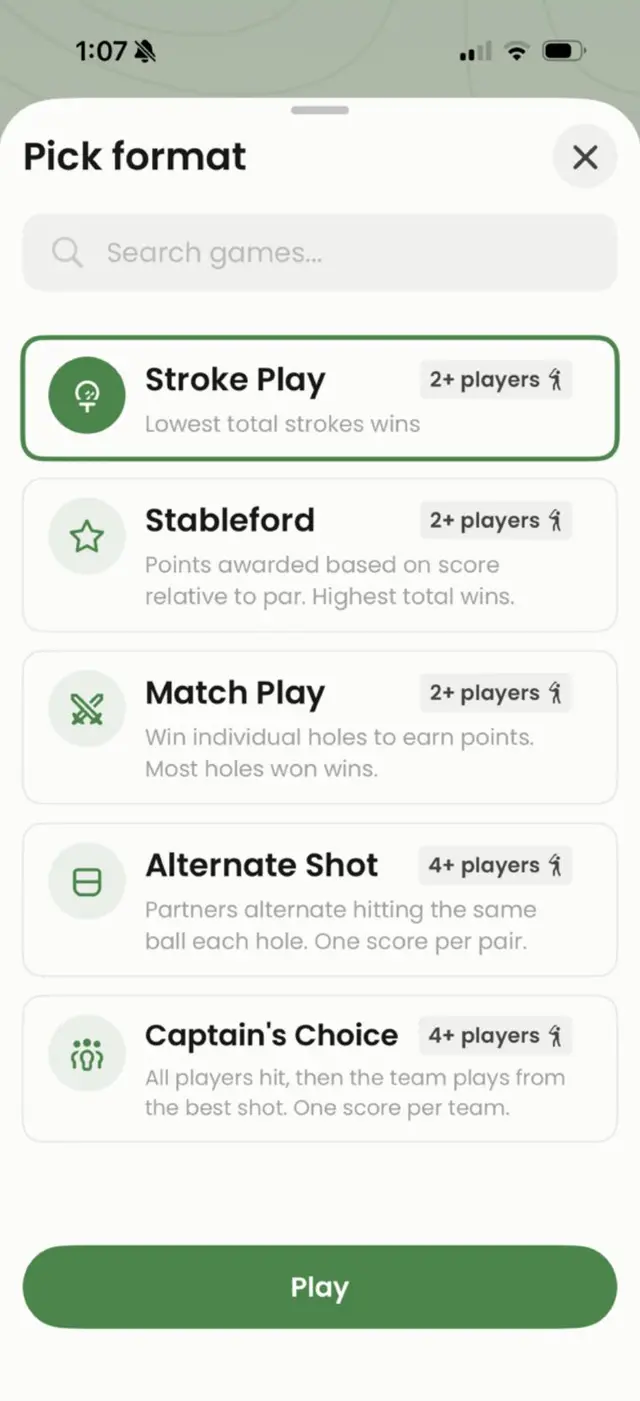 1:07
Pick format
Search games...
Stroke Play
2+ players
Lowest total strokes wins
Stableford
2+ players
Points awarded based on score
relative to par. Highest total wins.
Match Play
2+ players
Win individual holes to earn points.
Most holes won wins.
Alternate Shot
4+ players
Partners alternate hitting the same
ball each hole. One score per pair.
Captain's Choice
4+ players
All players hit, then the team plays from
the best shot. One score per team.
Play